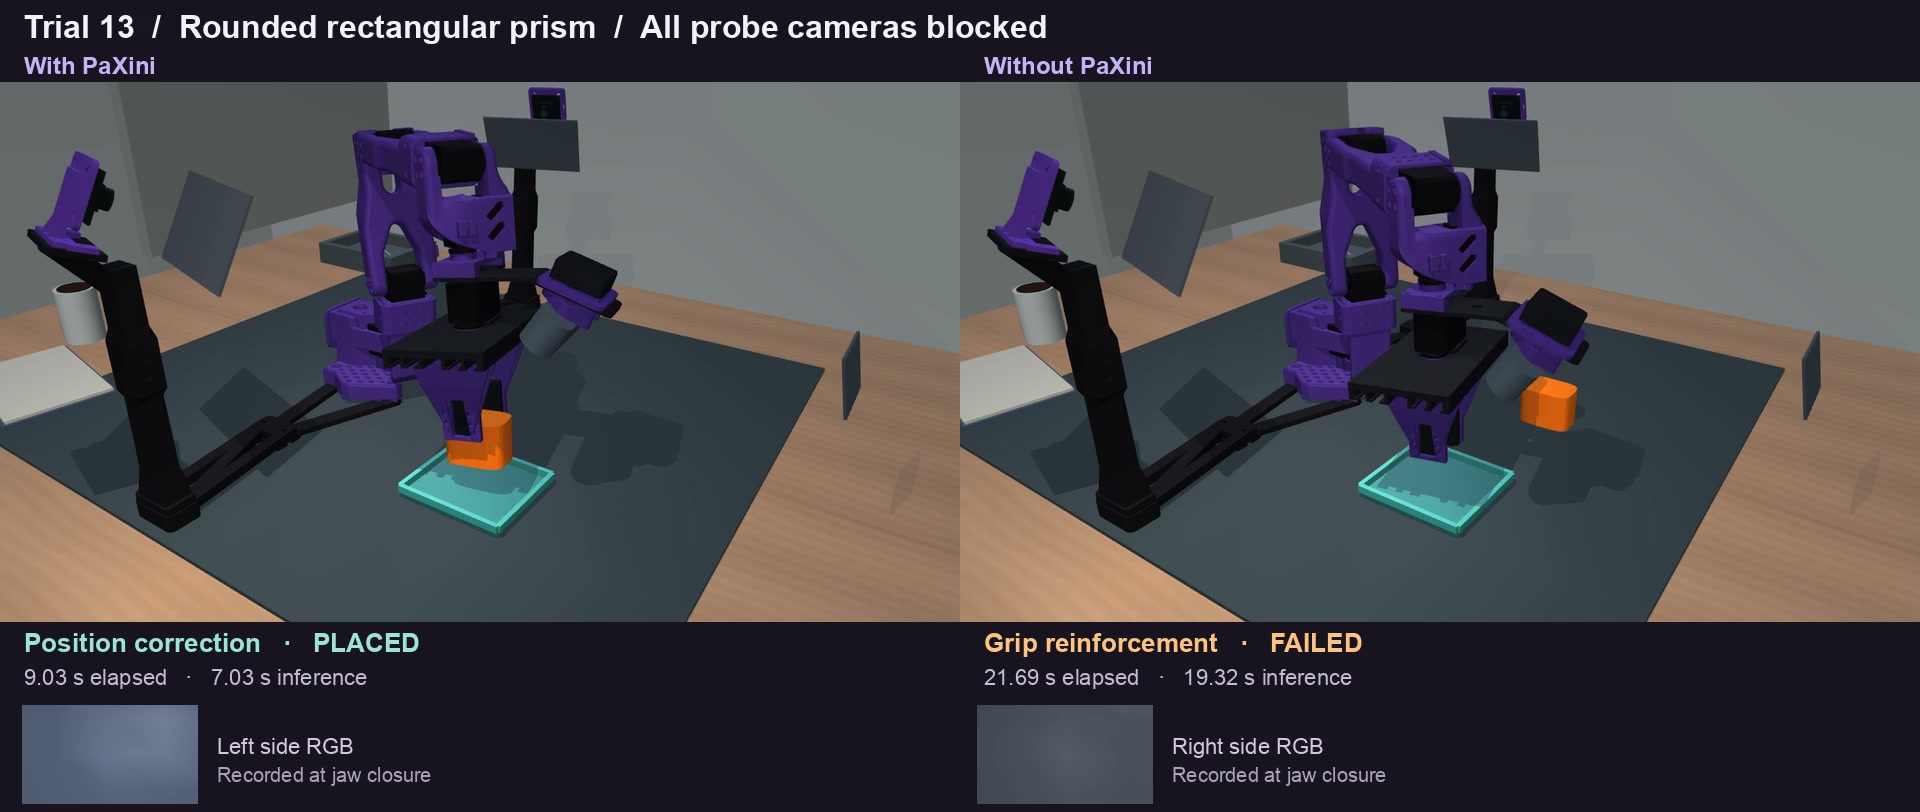 Trial 13 / Rounded rectangular prism / All probe cameras blocked
With PaXini
Without PaXini
Position correction · PLACED
9.03 s elapsed · 7.03 s inference
Left side RGB
Recorded at jaw closure
Grip reinforcement · FAILED
21.69 s elapsed · 19.32 s inference
Right side RGB
Recorded at jaw closure